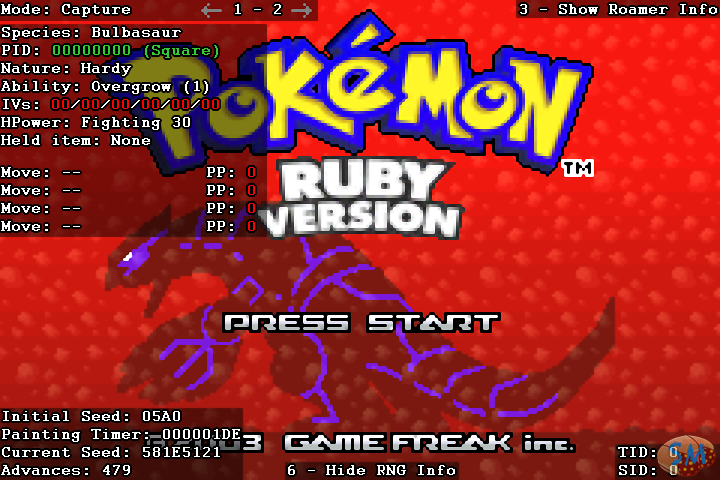 Mode: Capture
← 1 - 2 →
3 - Show Roamer Info
Species: Bulbasaur
PID: 00000000 (Square)
Nature: Hardy
Ability: Overgrow (1)
IVs: 00/00/00/00/00/00
HPower: Fighting 30
Held item: None
POKéMON
TM
Move: -- PP: 0
Move: -- PP: 0
Move: -- PP: 0
Move: -- PP: 0
RUBY
VERSION
PRESS START
Initial Seed: 05A0
Painting Timer: 000001DE
Current Seed: 581E5121
Advances: 479
2003 GAME FREAK inc.
6 - Hide RNG Info
TID: 0
SID: 0
SM